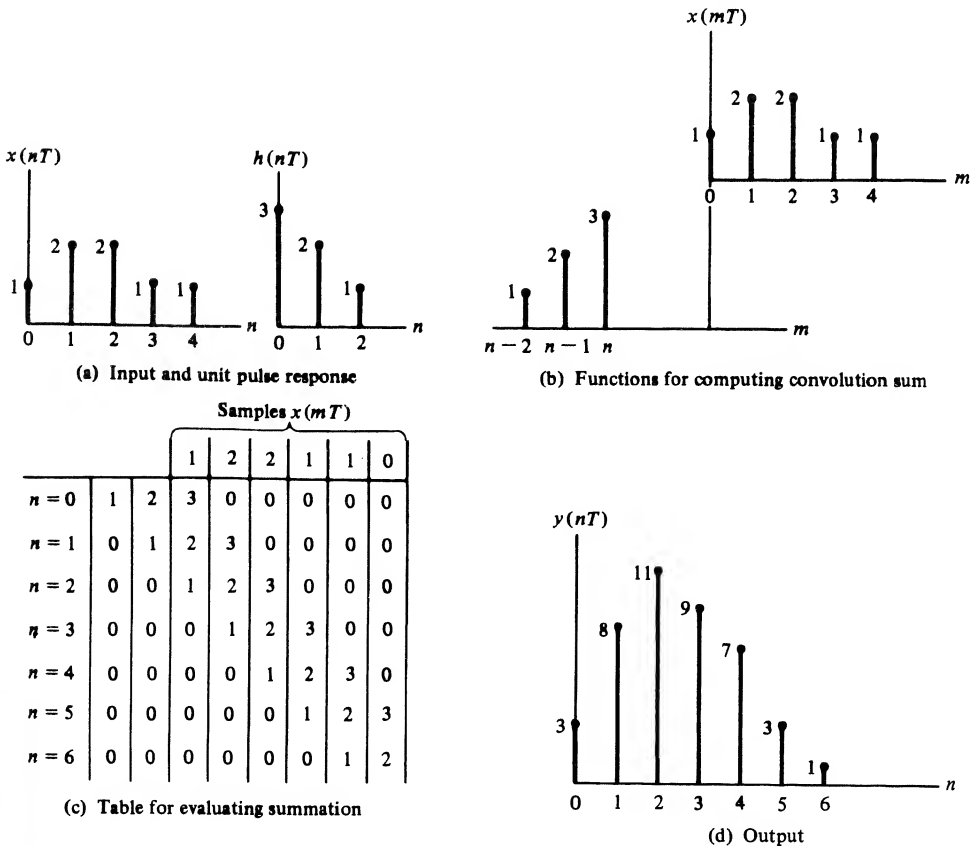 x(nT)
3
2 2
1 1 1
0 1 2 3 4 n
h(nT)
3
2
1
0 1 2 n
(a) Input and unit pulse response
x(mT)
2 2
1 1 1
0 1 2 3 4 m
3
2
1
n − 2 n − 1 n m
(b) Functions for computing convolution sum
Samples x(mT)
1 2 2 1 1 0
n = 0 1 2 3 0 0 0 0 0
n = 1 0 1 2 3 0 0 0 0
n = 2 0 0 1 2 3 0 0 0
n = 3 0 0 0 1 2 3 0 0
n = 4 0 0 0 0 1 2 3 0
n = 5 0 0 0 0 0 1 2 3
n = 6 0 0 0 0 0 0 1 2
(c) Table for evaluating summation
y(nT)
11
9
8
7
3 3
1
0 1 2 3 4 5 6 n
(d) Output